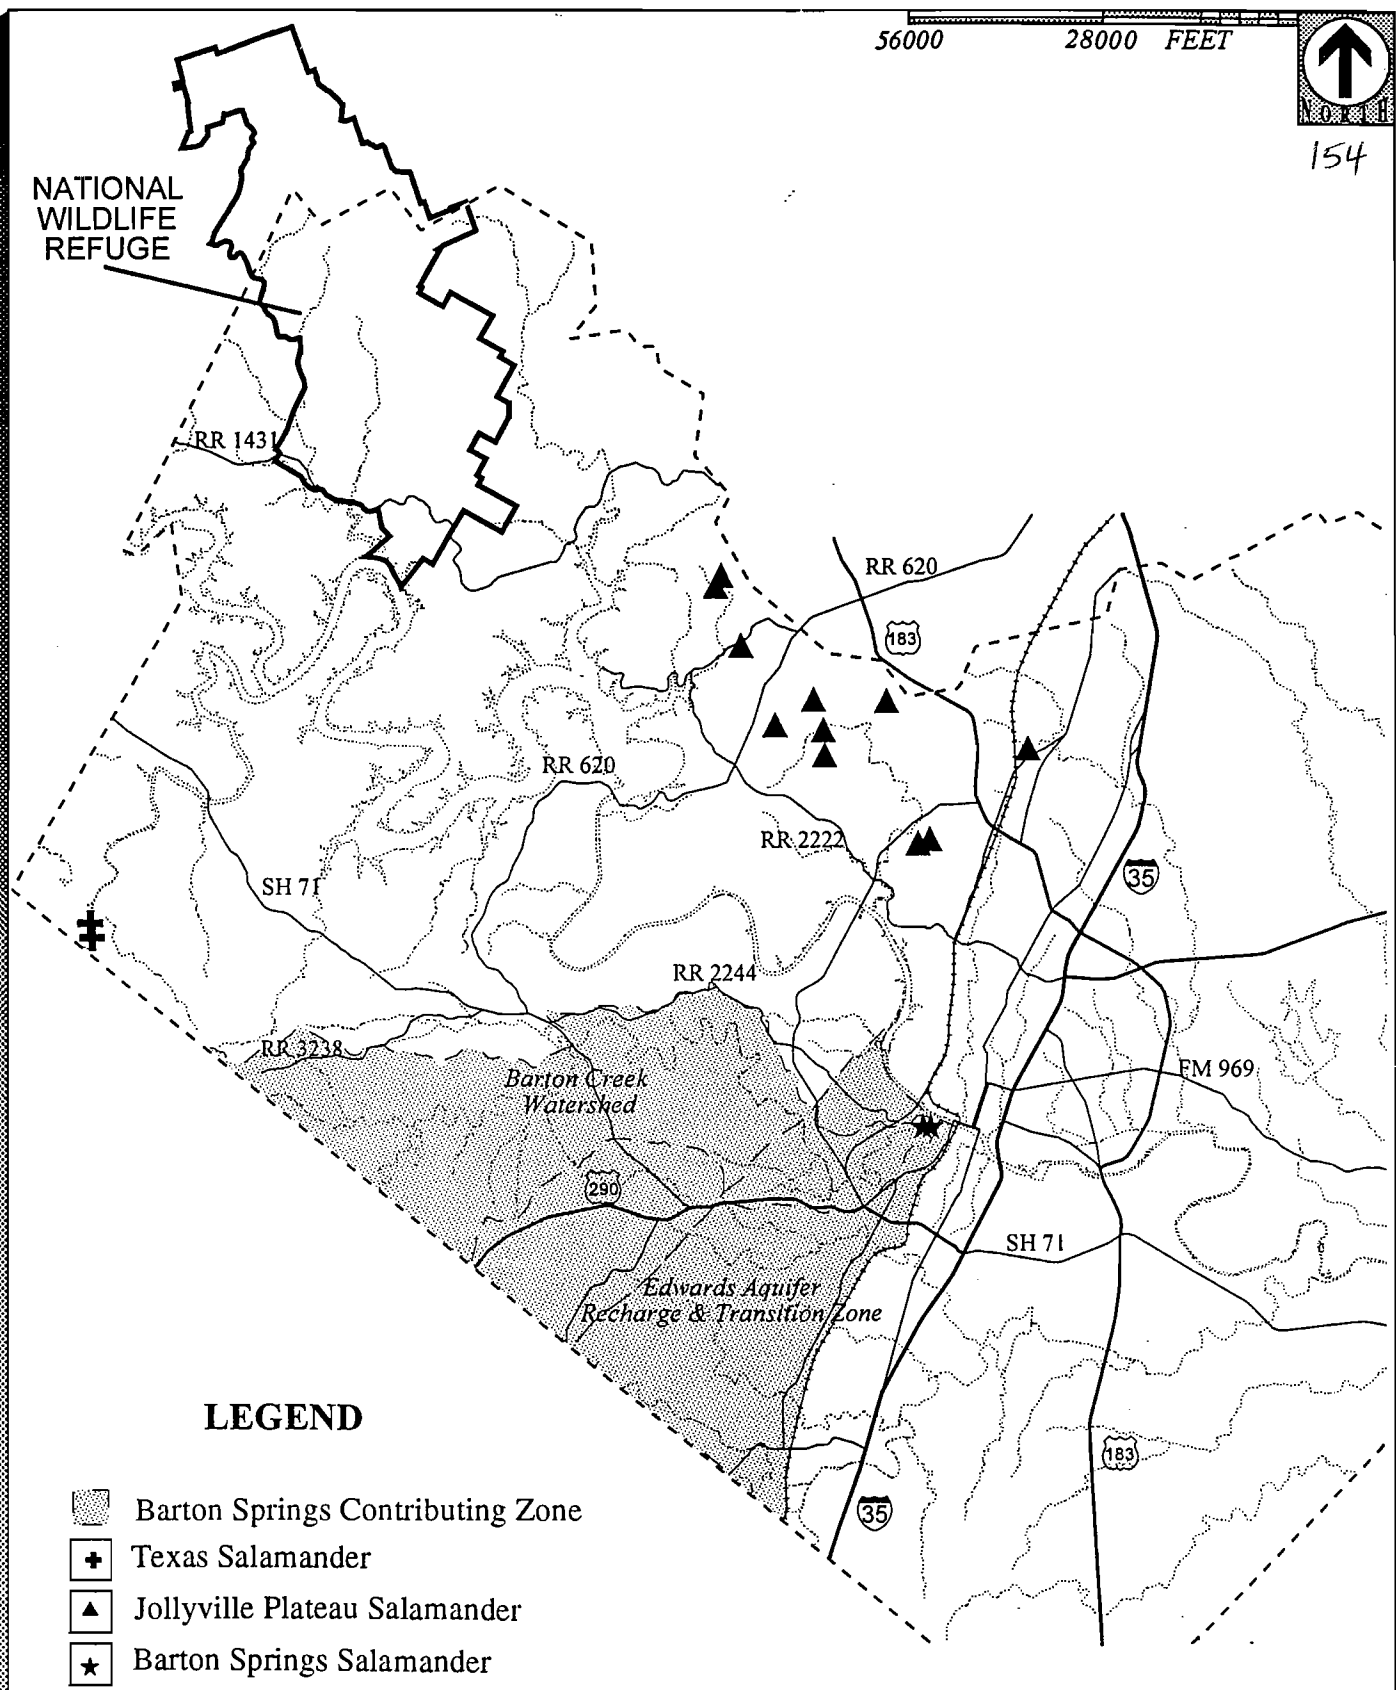 56000 28000 FEET
NORTH
154
NATIONAL
WILDLIFE
REFUGE
RR 1431
RR 620
183
RR 620
RR 2222
35
SH 71
RR 2244
RR 3238
Barton Creek
Watershed
FM 969
290
SH 71
Edwards Aquifer
Recharge & Transition Zone
LEGEND
183
35
Barton Springs Contributing Zone
Texas Salamander
Jollyville Plateau Salamander
Barton Springs Salamander